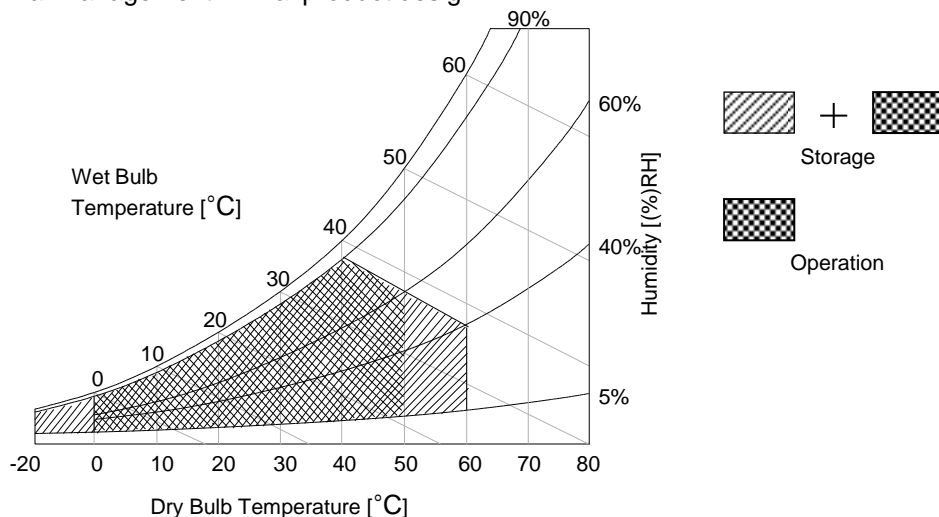 90%
60
60%
50
Wet Bulb
Temperature [°C]
40
40%
30
20
10
0
5%
Humidity [(%)RH]
-20 0 10 20 30 40 50 60 70 80
Dry Bulb Temperature [°C]
+
Storage
Operation